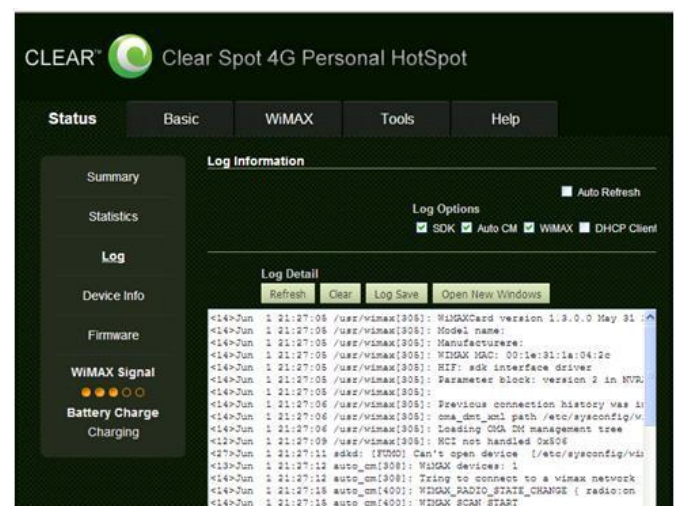 CLEAR™ Clear Spot 4G Personal HotSpot
Status Basic WiMAX Tools Help
Summary
Statistics
Log
Device Info
Firmware
WiMAX Signal
Battery Charge
Charging
Log Information
Auto Refresh
Log Options
SDK Auto CM WiMAX DHCP Client
Log Detail
Refresh Clear Log Save Open New Windows
<14>Jun 1 21:27:05 /usr/wimax[305]: WiMAXCard version 1.3.0.0 May 31
<14>Jun 1 21:27:05 /usr/wimax[305]: Model name:
<14>Jun 1 21:27:05 /usr/wimax[305]: Manufacturere:
<14>Jun 1 21:27:05 /usr/wimax[305]: WIMAX MAC: 00:1e:31:1a:04:2c
<14>Jun 1 21:27:05 /usr/wimax[305]: HIF: sdk interface driver
<14>Jun 1 21:27:05 /usr/wimax[305]: Parameter block: version 2 in
<12>Jun 1 21:27:05 /usr/wimax[305]:
<14>Jun 1 21:27:06 /usr/wimax[305]: Previous connection history was
<14>Jun 1 21:27:06 /usr/wimax[305]: oma_dmt_xml path
<14>Jun 1 21:27:06 /usr/wimax[305]: Loading OMA DM management tree
<12>Jun 1 21:27:09 /usr/wimax[305]: HCI not handled 0x506
<27>Jun 1 21:27:11 sdkd: [FUMO] Can't open device
<13>Jun 1 21:27:12 auto_cm[308]: WiMAX devices: 1
<14>Jun 1 21:27:12 auto_cm[308]: Tring to connect to a wimax network
<14>Jun 1 21:27:15 auto_cm[400]: WIMAX_RADIO_STATE_CHANGE { radio:on
<14>Jun 1 21:27:15 auto_cm[400]: WIMAX SCAN START